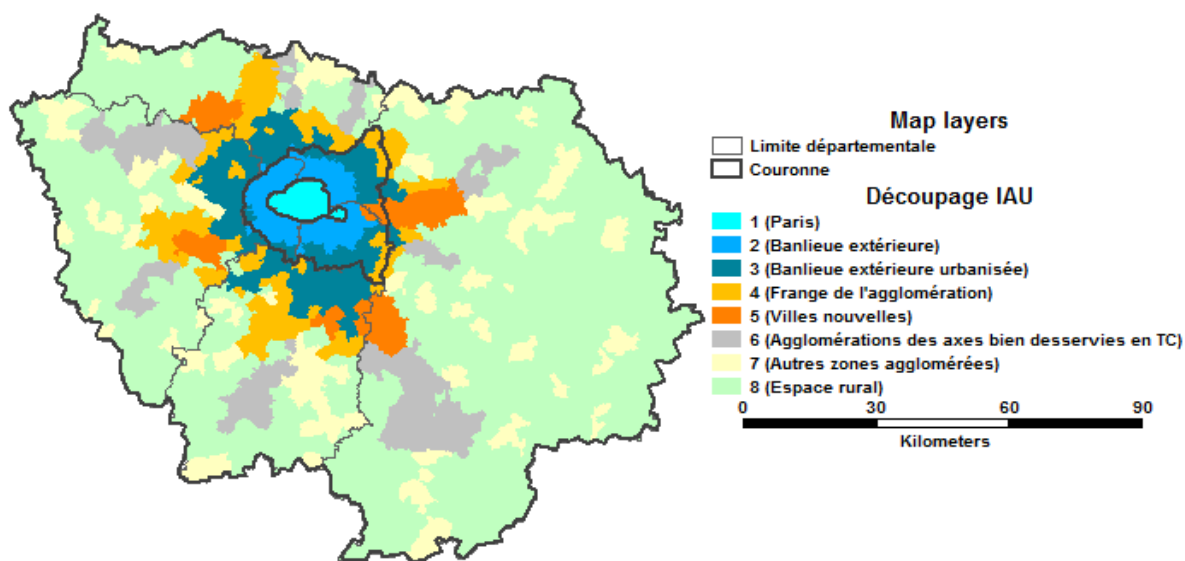 Map layers
Limite départementale
Couronne
Découpage IAU
1 (Paris)
2 (Banlieue extérieure)
3 (Banlieue extérieure urbanisée)
4 (Frange de l'agglomération)
5 (Villes nouvelles)
6 (Agglomérations des axes bien desservies en TC)
7 (Autres zones agglomérées)
8 (Espace rural)
0 30 60 90
Kilometers